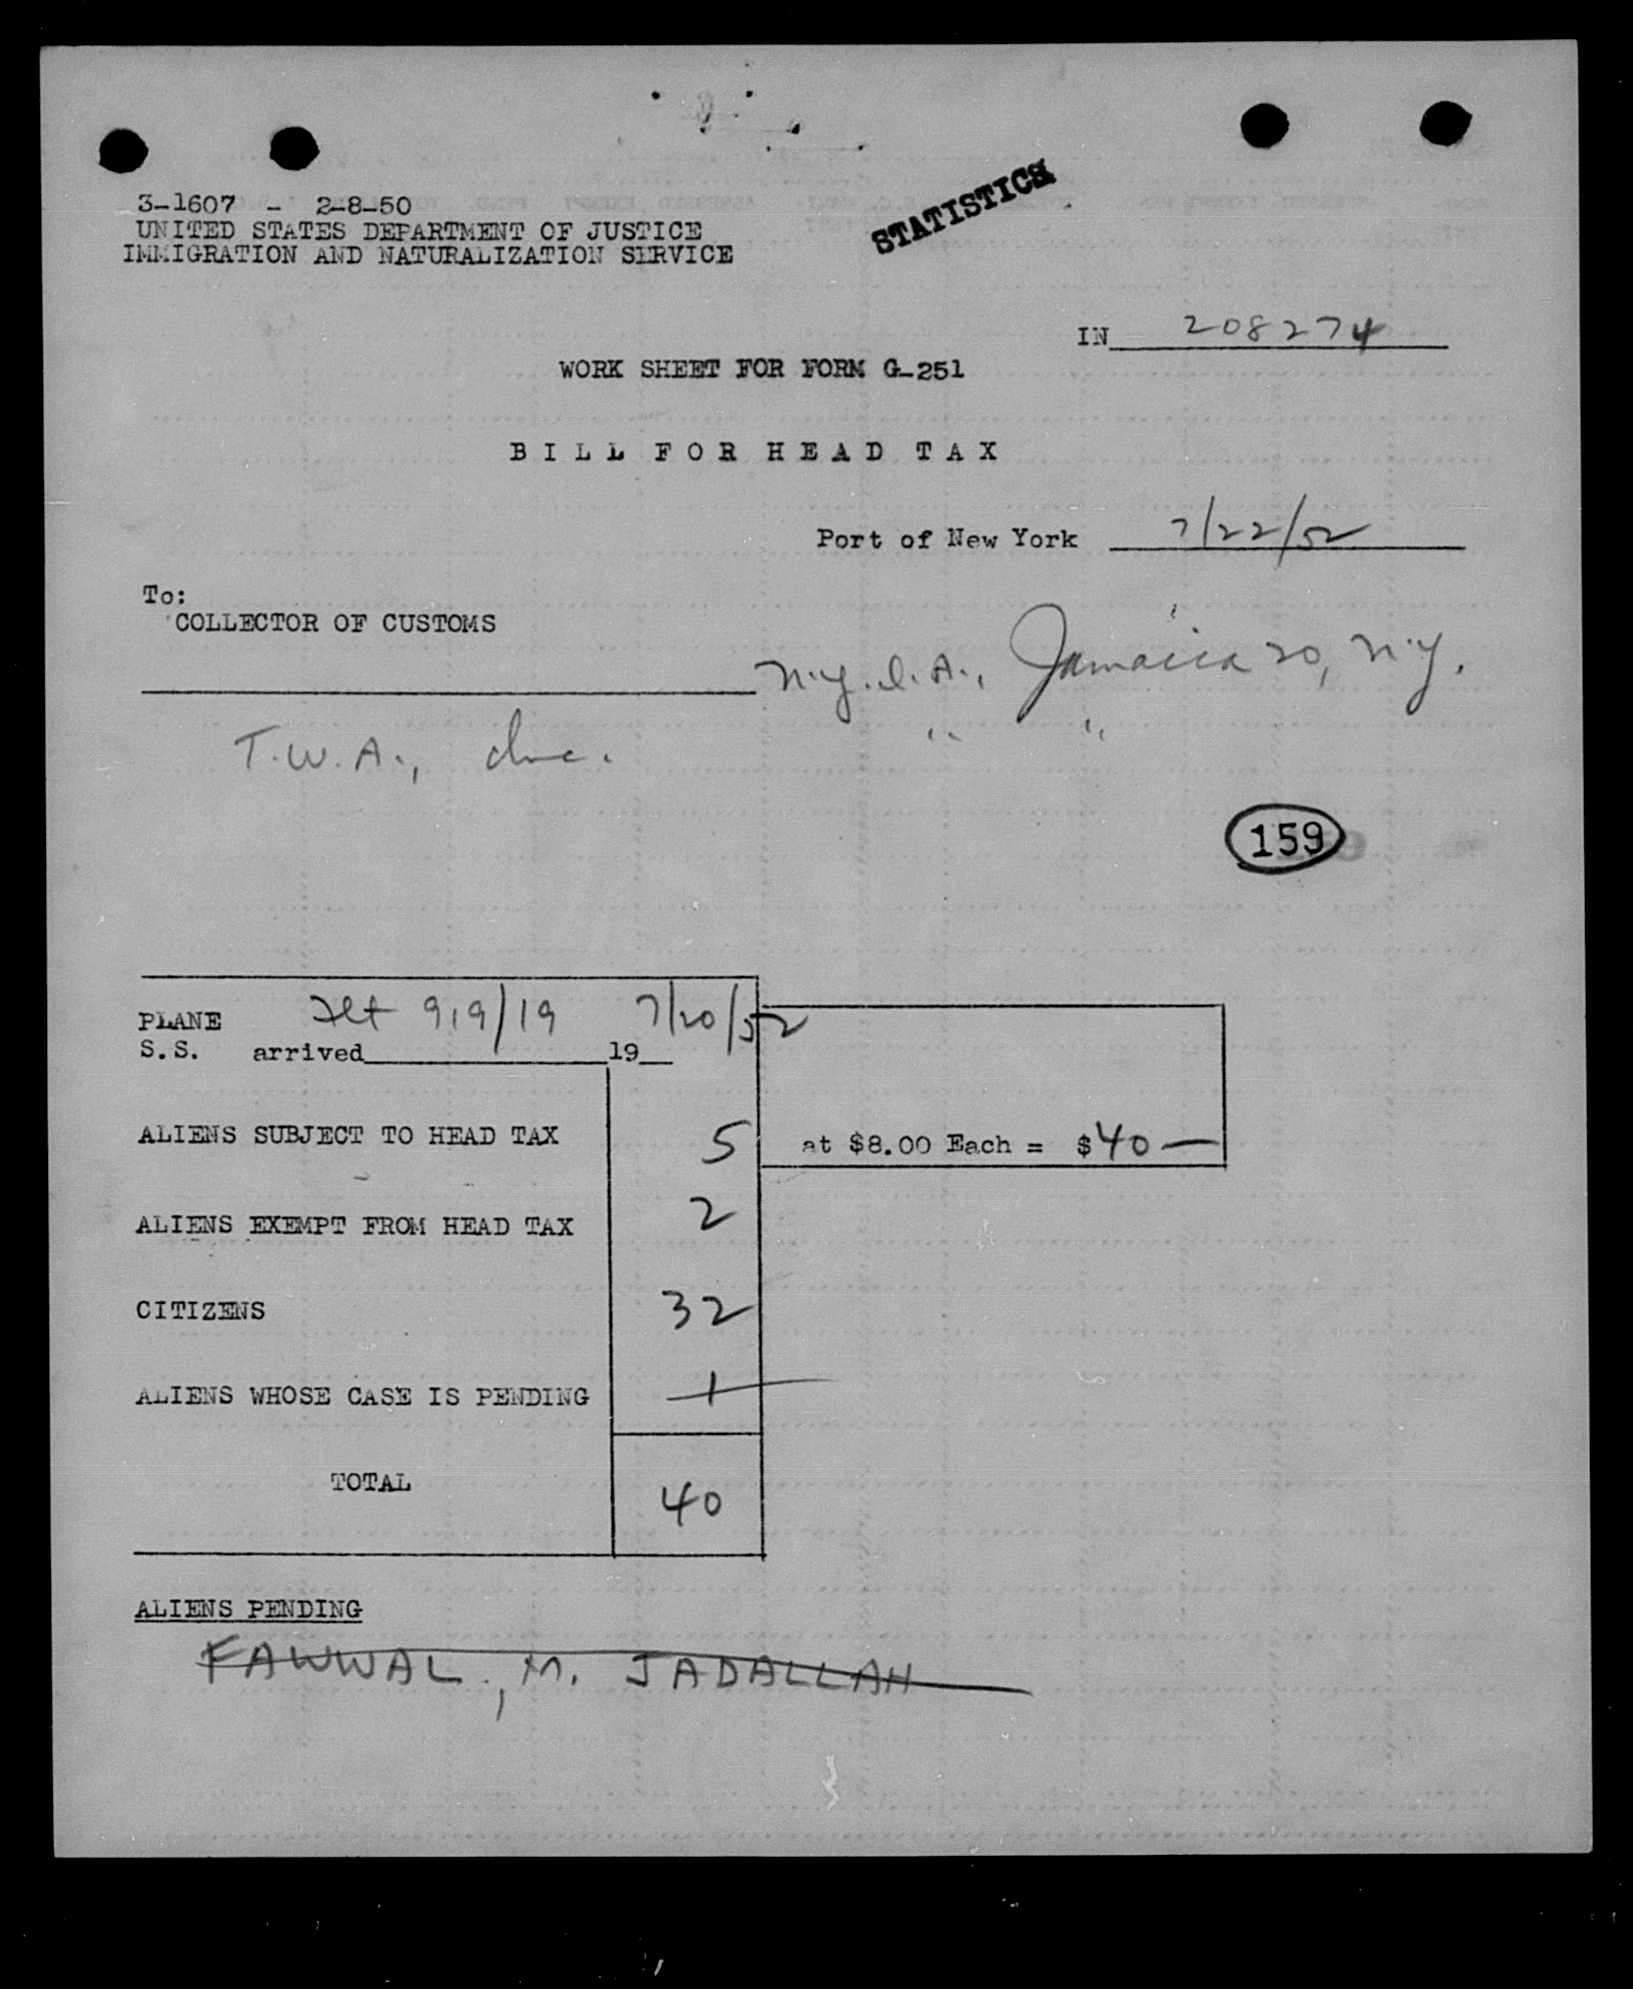 3-1607 - 2-8-50
UNITED STATES DEPARTMENT OF JUSTICE
IMMIGRATION AND NATURALIZATION SERVICE
STATISTICS
IN 208274
WORK SHEET FOR FORM G-251
BILL FOR HEAD TAX
Port of New York 7/22/52
To:
COLLECTOR OF CUSTOMS
N.Y.I.A., Jamaica 20, N.Y.
T.W.A., Inc. " "
159
PLANE Flt 919/19 7/20/52
S.S. arrived 19
ALIENS SUBJECT TO HEAD TAX 5 at $8.00 Each = $40 —
ALIENS EXEMPT FROM HEAD TAX 2
CITIZENS 32
ALIENS WHOSE CASE IS PENDING 1
TOTAL 40
ALIENS PENDING
FAWWAL, M. JADALLAH